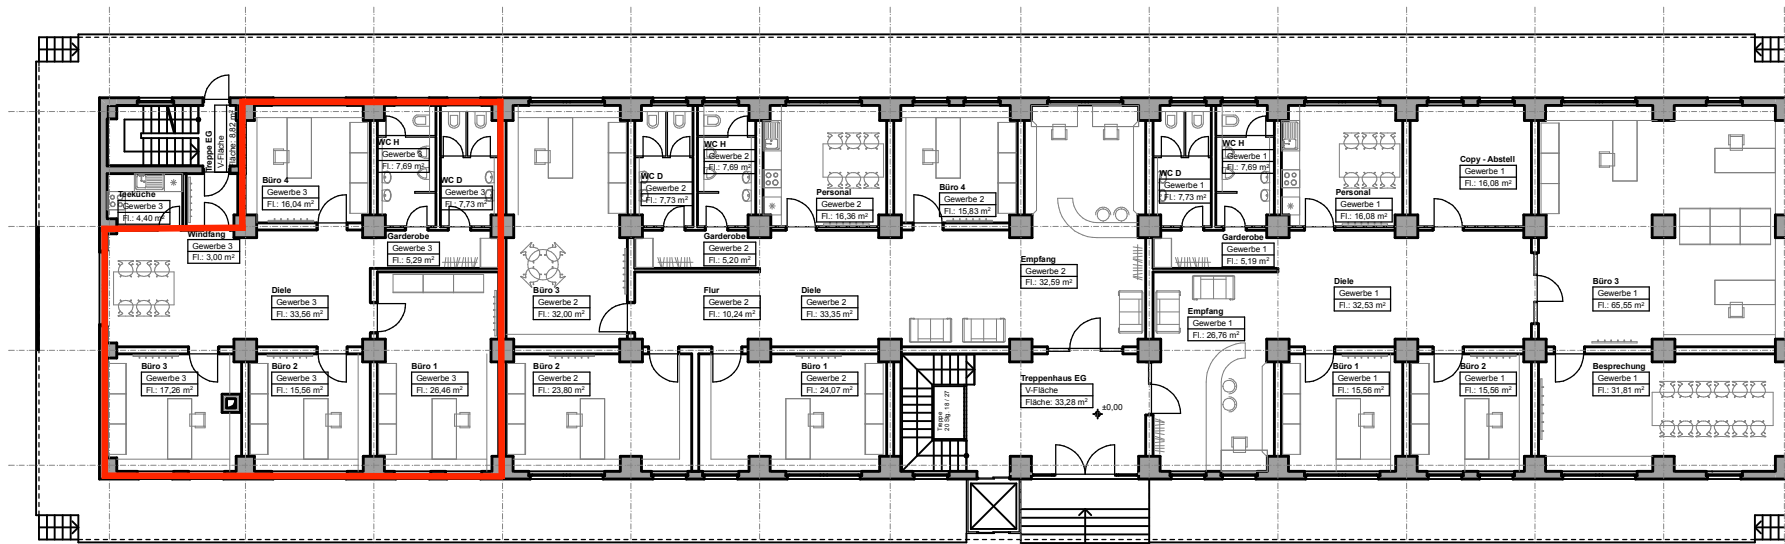 Treppe EG
V-Fläche
Fläche: 8,82 m²
Teeküche
Gewerbe 3
Fl.: 4,40 m²
Büro 4
Gewerbe 3
Fl.: 16,04 m²
WC H
Gewerbe 3
Fl.: 7,69 m²
WC D
Gewerbe 3
Fl.: 7,73 m²
WC D
Gewerbe 2
Fl.: 7,73 m²
WC H
Gewerbe 2
Fl.: 7,69 m²
Personal
Gewerbe 2
Fl.: 16,36 m²
Büro 4
Gewerbe 2
Fl.: 15,83 m²
WC D
Gewerbe 1
Fl.: 7,73 m²
WC H
Gewerbe 1
Fl.: 7,69 m²
Personal
Gewerbe 1
Fl.: 16,08 m²
Copy - Abstell
Gewerbe 1
Fl.: 16,08 m²
Windfang
Gewerbe 3
Fl.: 3,00 m²
Garderobe
Gewerbe 3
Fl.: 5,29 m²
Garderobe
Gewerbe 2
Fl.: 5,20 m²
Garderobe
Gewerbe 1
Fl.: 5,19 m²
Diele
Gewerbe 3
Fl.: 33,56 m²
Büro 3
Gewerbe 2
Fl.: 32,00 m²
Flur
Gewerbe 2
Fl.: 10,24 m²
Diele
Gewerbe 2
Fl.: 33,35 m²
Empfang
Gewerbe 2
Fl.: 32,59 m²
Empfang
Gewerbe 1
Fl.: 26,76 m²
Diele
Gewerbe 1
Fl.: 32,53 m²
Büro 3
Gewerbe 1
Fl.: 65,55 m²
Büro 3
Gewerbe 3
Fl.: 17,26 m²
Büro 2
Gewerbe 3
Fl.: 15,56 m²
Büro 1
Gewerbe 3
Fl.: 26,46 m²
Büro 2
Gewerbe 2
Fl.: 23,80 m²
Büro 1
Gewerbe 2
Fl.: 24,07 m²
Treppe
20 Stg. 18 / 27
Treppenhaus EG
V-Fläche
Fläche: 33,28 m²
±0,00
Büro 1
Gewerbe 1
Fl.: 15,56 m²
Büro 2
Gewerbe 1
Fl.: 15,56 m²
Besprechung
Gewerbe 1
Fl.: 31,81 m²